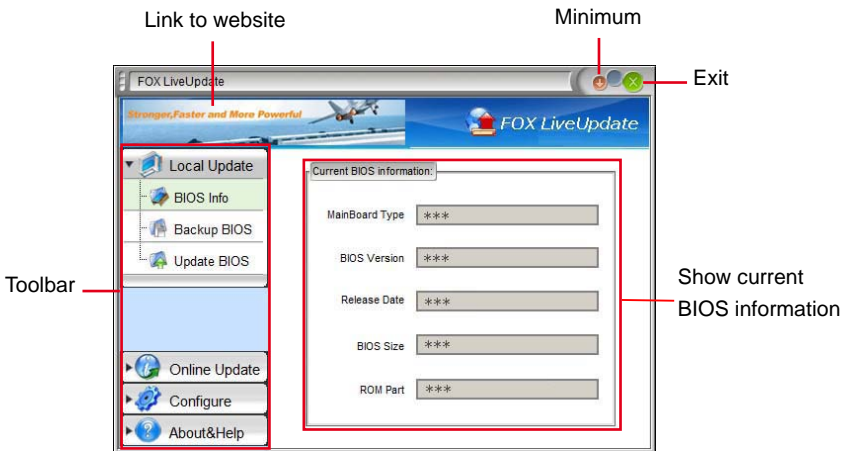 Link to website
Minimum
FOX LiveUpdate
Exit
Stronger,Faster and More Powerful
FOX LiveUpdate
Local Update
BIOS Info
Backup BIOS
Update BIOS
Toolbar
Online Update
Configure
About&Help
Current BIOS information:
MainBoard Type ***
BIOS Version ***
Release Date ***
BIOS Size ***
ROM Part ***
Show current
BIOS information